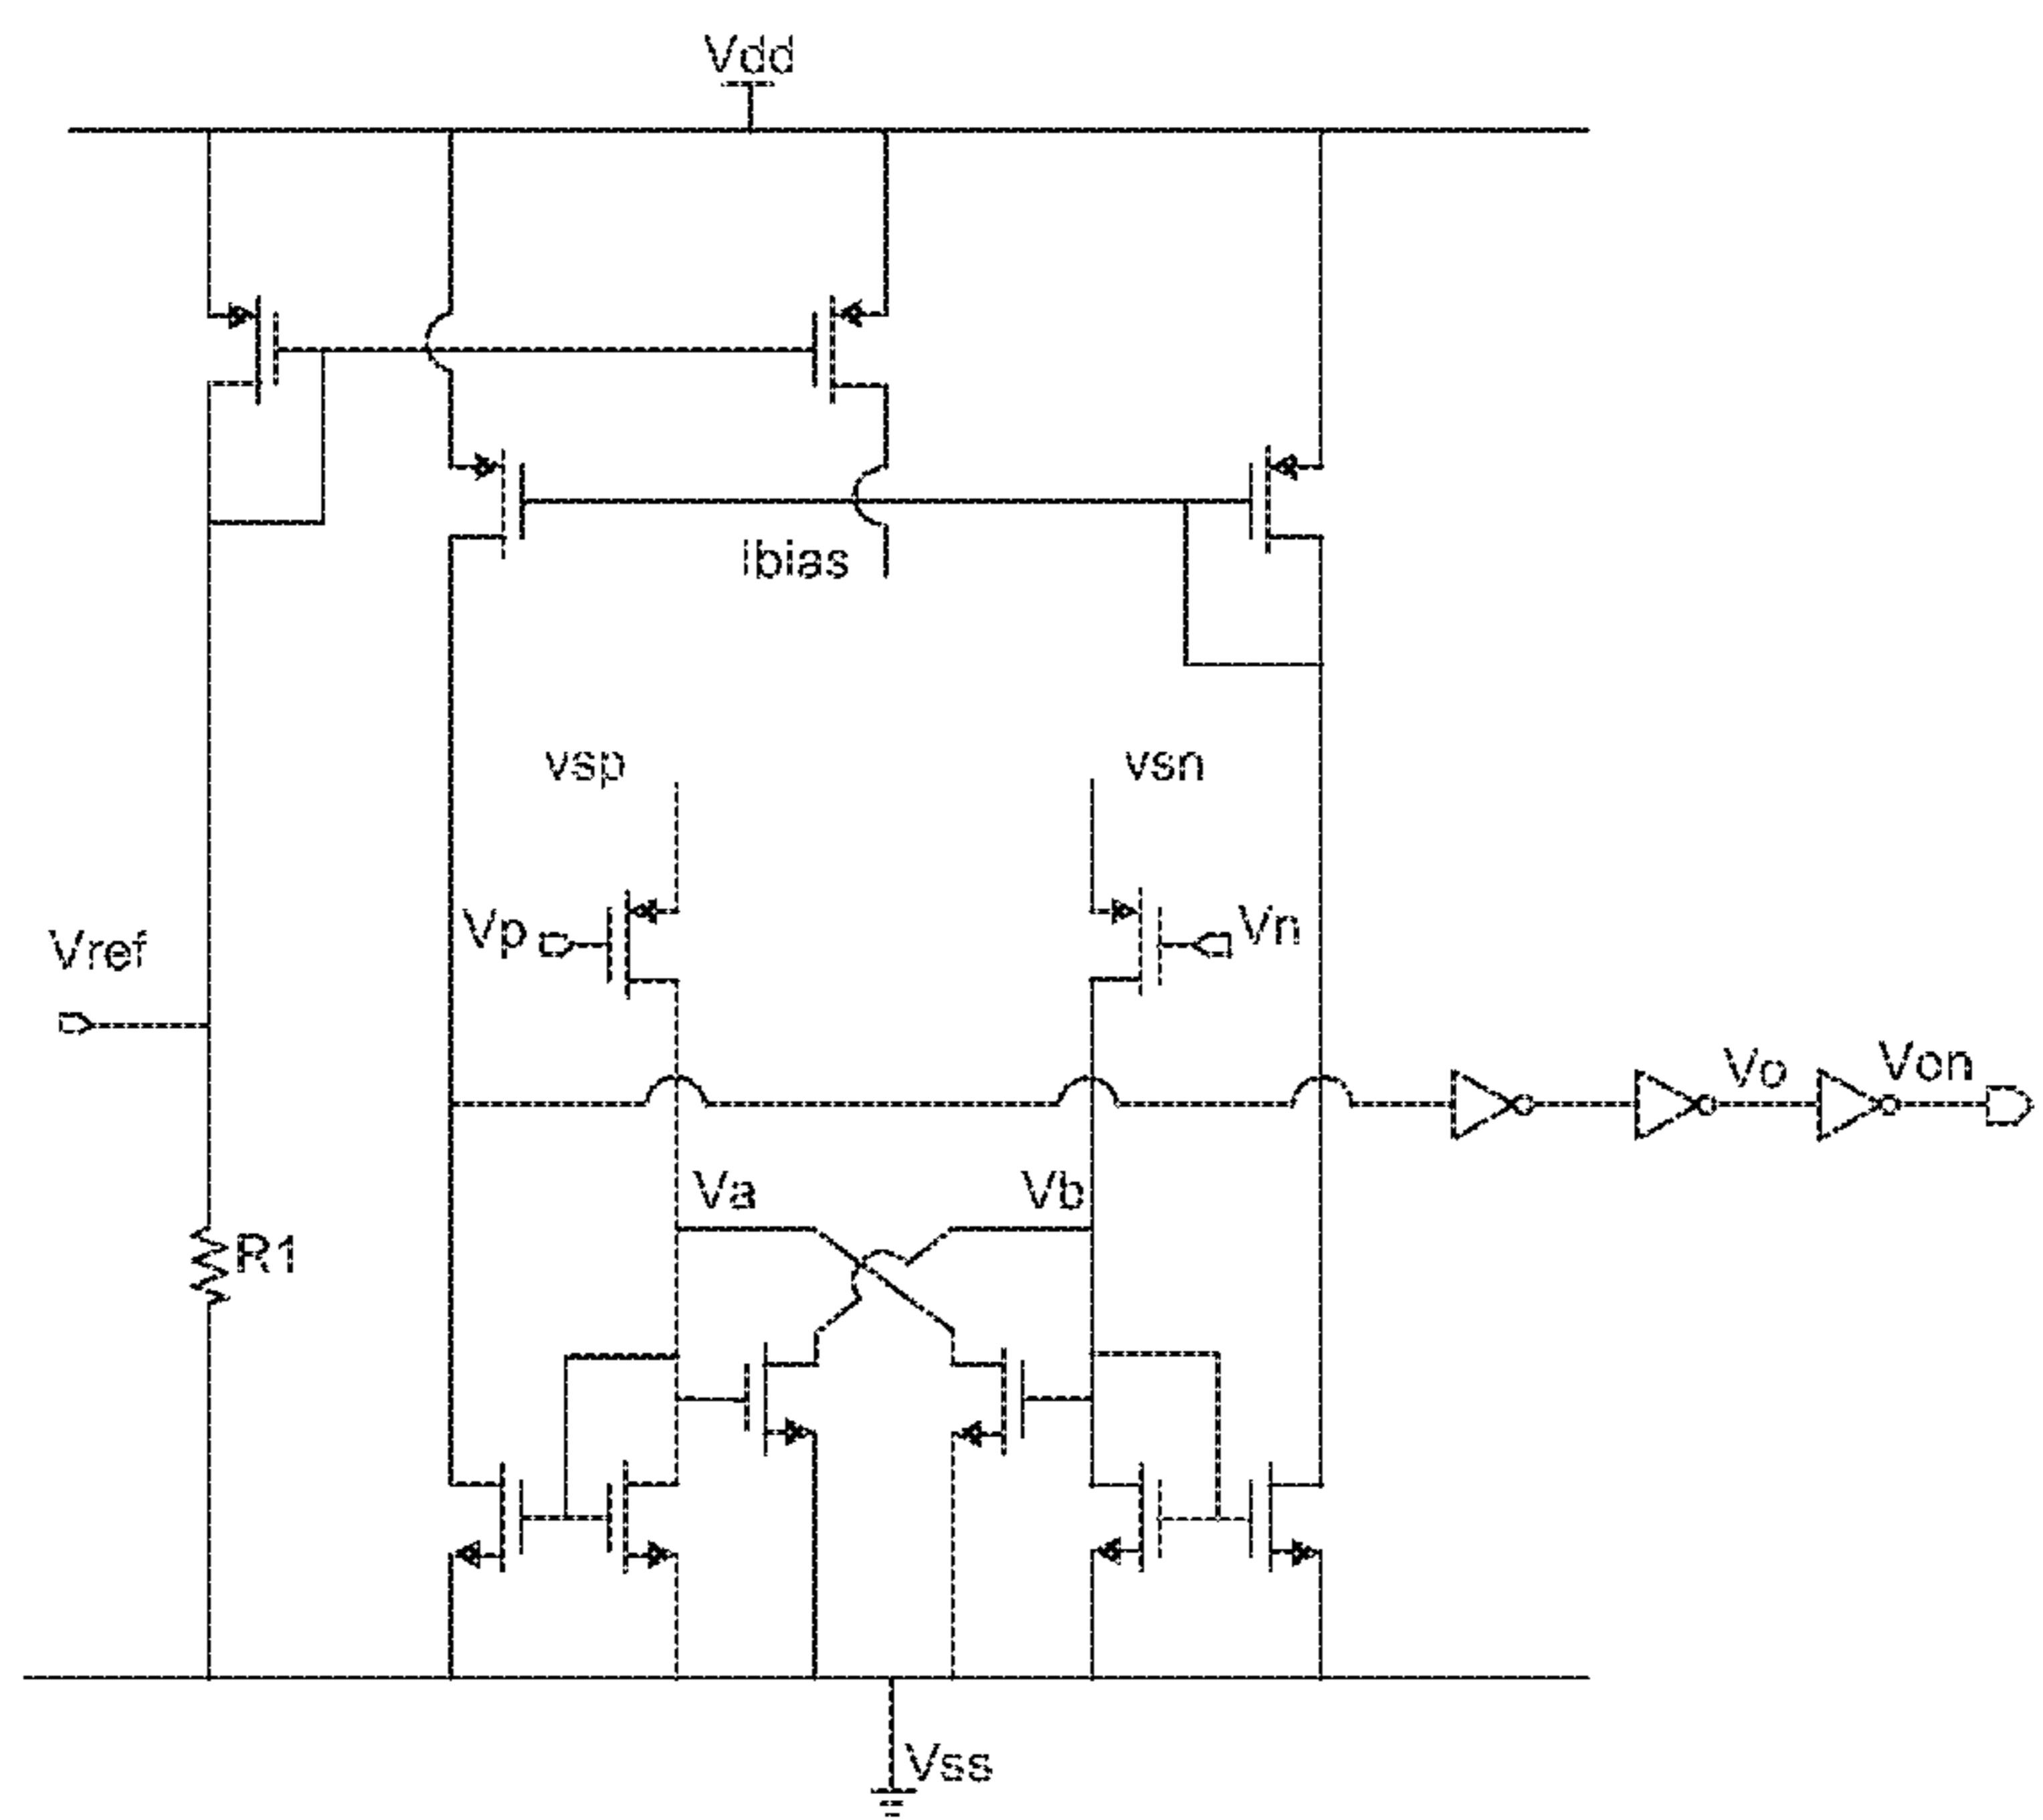 Vdd
Ibias
vsp
vsn
Vp
Vn
Vref
Vo
Von
Va
Vb
R1
Vss